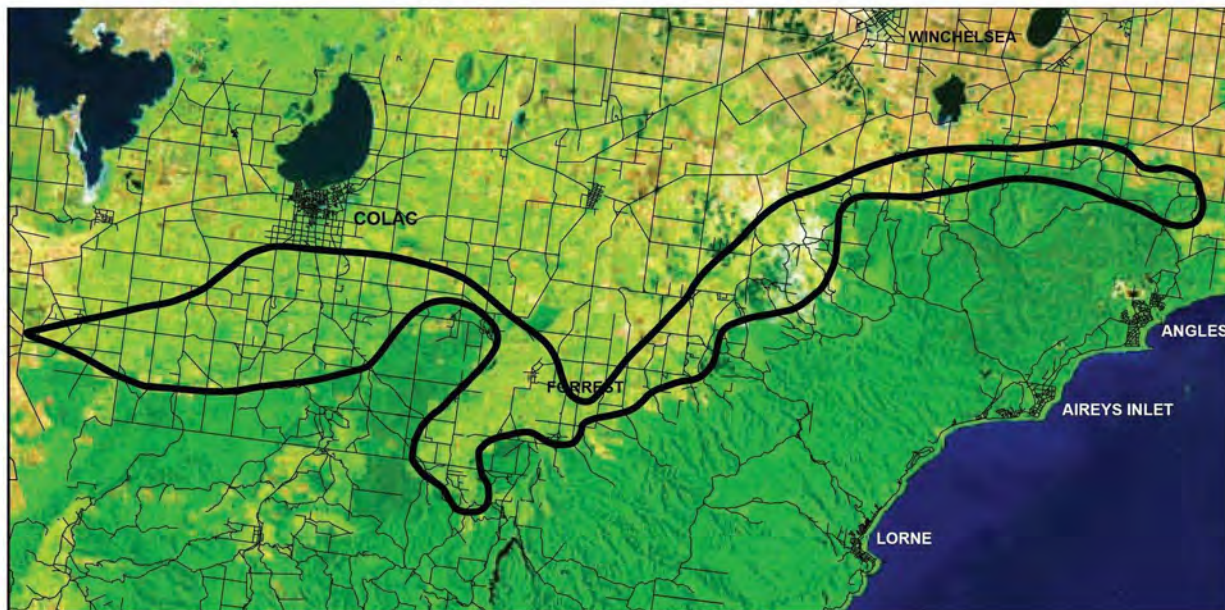 WINCHELSEA
COLAC
ANGLES
FORREST
AIREYS INLET
LORNE